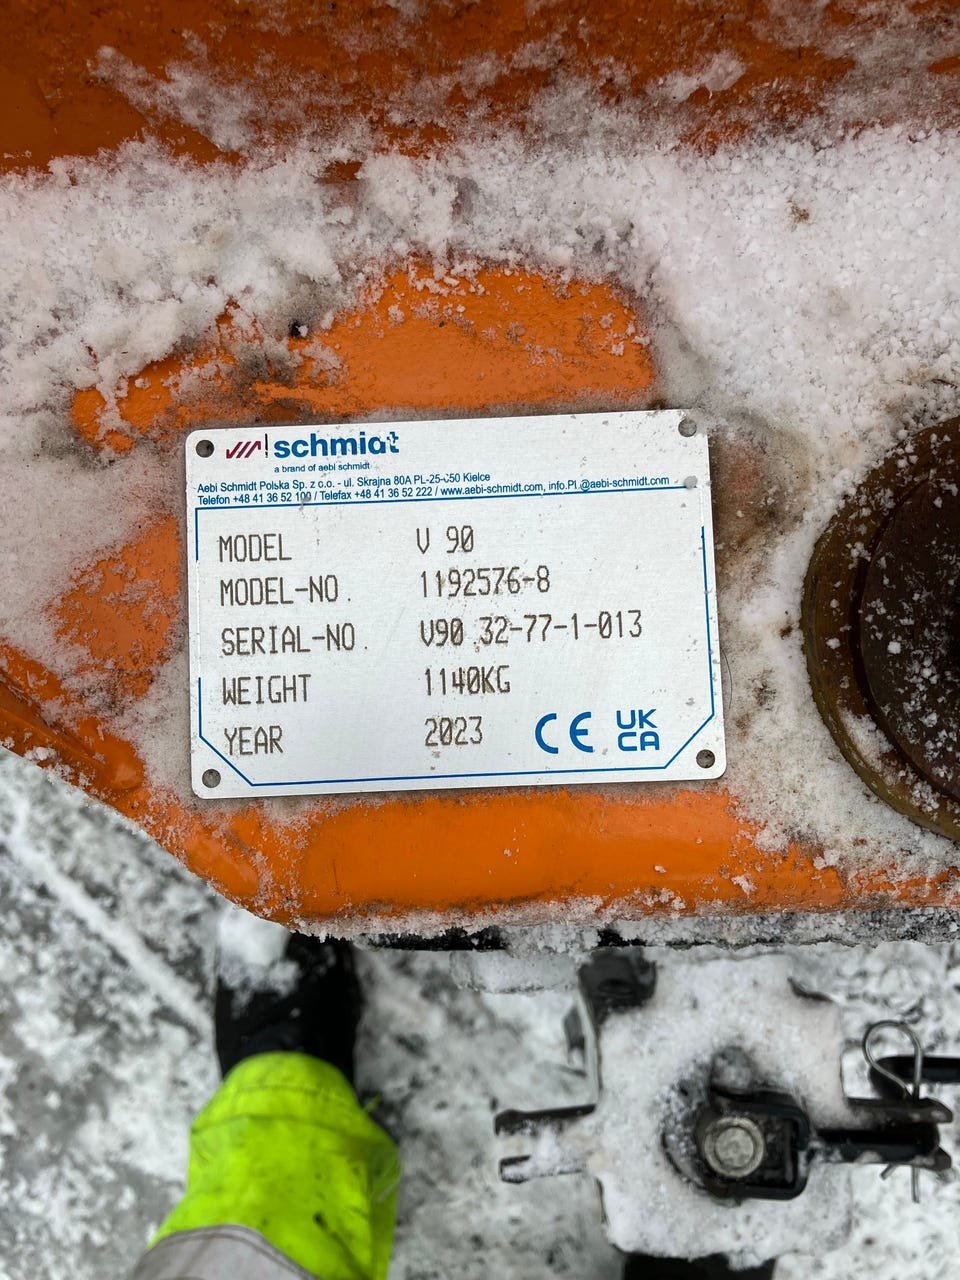 schmidt
a brand of aebi schmidt
Aebi Schmidt Polska Sp. z o.o. - ul. Skrajna 80A PL-25-650 Kielce
Telefon +48 41 36 52 100 / Telefax +48 41 36 52 222 / www.aebi-schmidt.com, info.Pl.@aebi-schmidt.com
MODEL V 90
MODEL-NO. 1192576-8
SERIAL-NO. V90 32-77-1-013
WEIGHT 1140KG
YEAR 2023 CE UK
CA